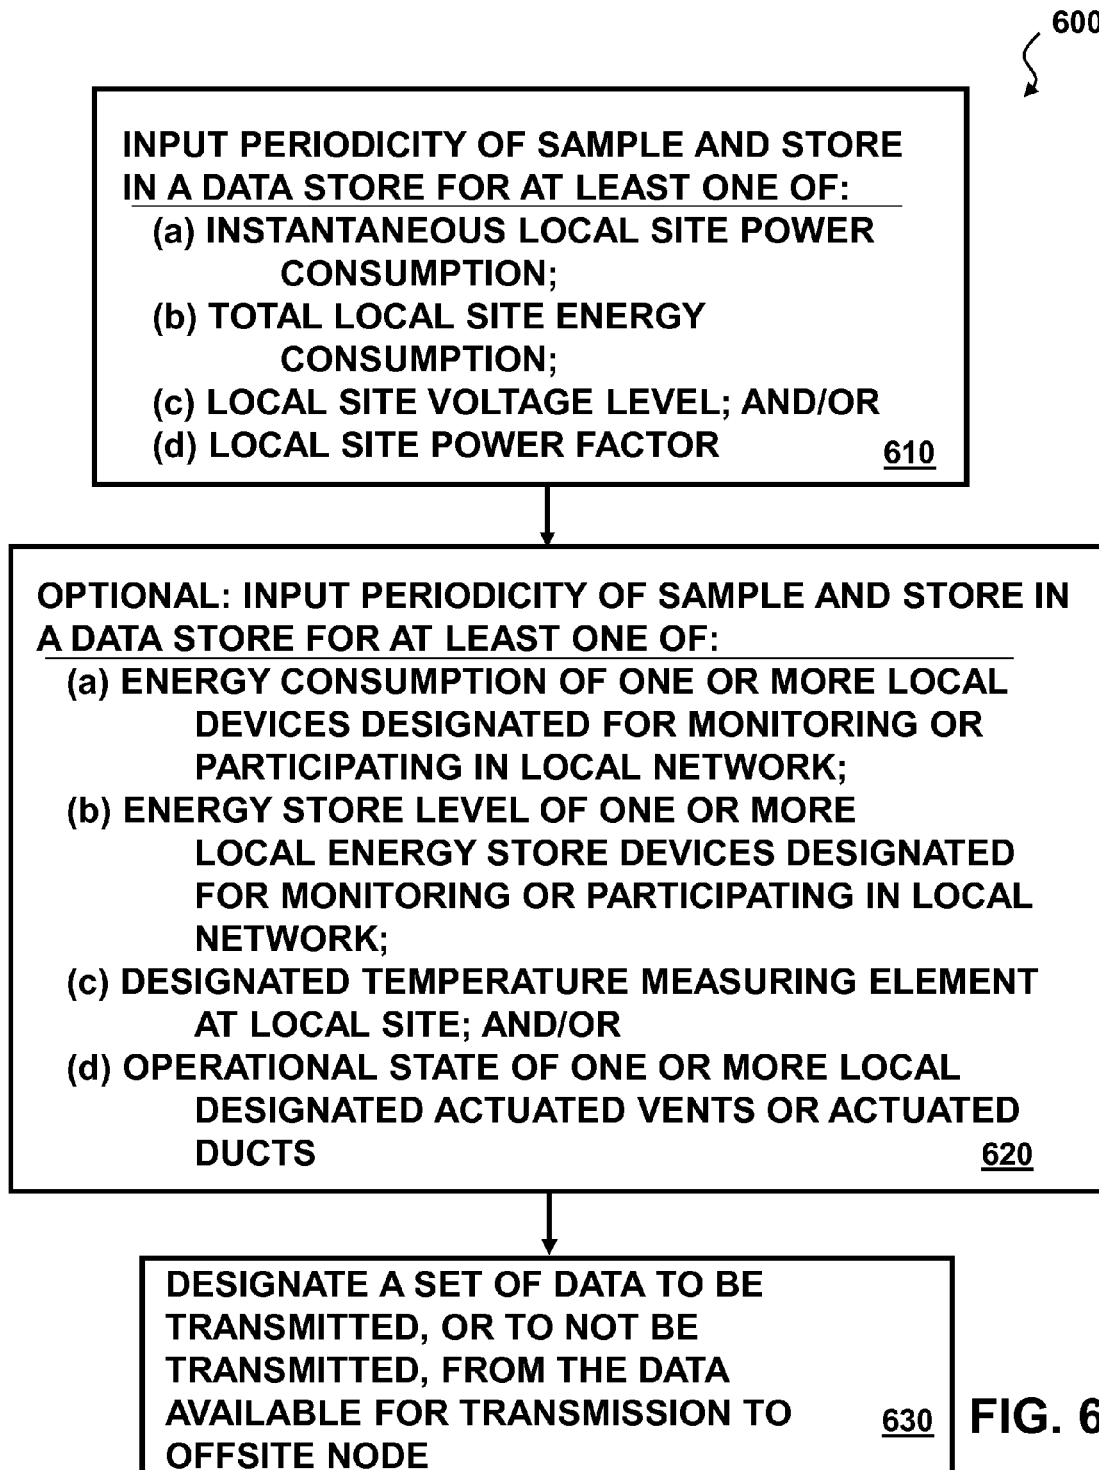 600
INPUT PERIODICITY OF SAMPLE AND STORE
IN A DATA STORE FOR AT LEAST ONE OF:
(a) INSTANTANEOUS LOCAL SITE POWER
CONSUMPTION;
(b) TOTAL LOCAL SITE ENERGY
CONSUMPTION;
(c) LOCAL SITE VOLTAGE LEVEL; AND/OR
(d) LOCAL SITE POWER FACTOR
610
OPTIONAL: INPUT PERIODICITY OF SAMPLE AND STORE IN
A DATA STORE FOR AT LEAST ONE OF:
(a) ENERGY CONSUMPTION OF ONE OR MORE LOCAL
DEVICES DESIGNATED FOR MONITORING OR
PARTICIPATING IN LOCAL NETWORK;
(b) ENERGY STORE LEVEL OF ONE OR MORE
LOCAL ENERGY STORE DEVICES DESIGNATED
FOR MONITORING OR PARTICIPATING IN LOCAL
NETWORK;
(c) DESIGNATED TEMPERATURE MEASURING ELEMENT
AT LOCAL SITE; AND/OR
(d) OPERATIONAL STATE OF ONE OR MORE LOCAL
DESIGNATED ACTUATED VENTS OR ACTUATED
DUCTS
620
DESIGNATE A SET OF DATA TO BE
TRANSMITTED, OR TO NOT BE
TRANSMITTED, FROM THE DATA
AVAILABLE FOR TRANSMISSION TO
OFFSITE NODE
630
FIG. 6